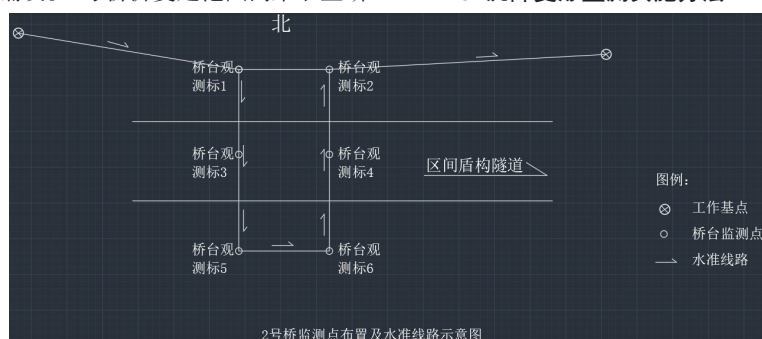 北
桥台观
测标1
桥台观
测标2
桥台观
测标3
桥台观
测标4
区间盾构隧道
桥台观
测标5
桥台观
测标6
图例：
工作基点
桥台监测点
水准线路
2号桥监测点布置及水准线路示意图